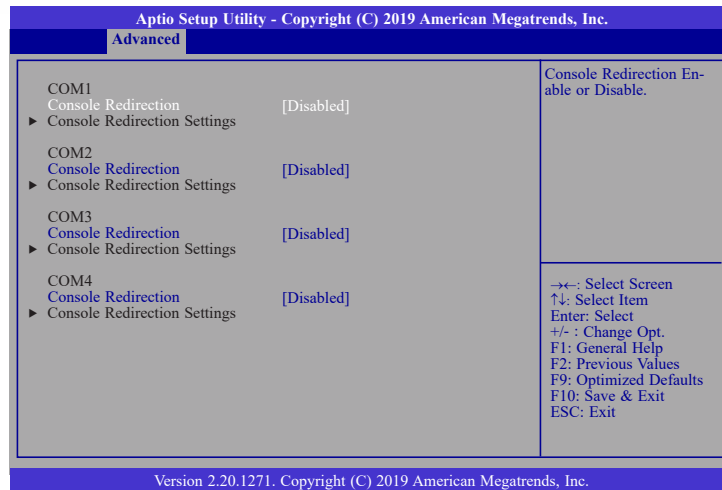 Aptio Setup Utility - Copyright (C) 2019 American Megatrends, Inc.
Advanced
COM1
Console Redirection [Disabled]
► Console Redirection Settings
COM2
Console Redirection [Disabled]
► Console Redirection Settings
COM3
Console Redirection [Disabled]
► Console Redirection Settings
COM4
Console Redirection [Disabled]
► Console Redirection Settings
Console Redirection En-
able or Disable.
→←: Select Screen
↑↓: Select Item
Enter: Select
+/- : Change Opt.
F1: General Help
F2: Previous Values
F9: Optimized Defaults
F10: Save & Exit
ESC: Exit
Version 2.20.1271. Copyright (C) 2019 American Megatrends, Inc.